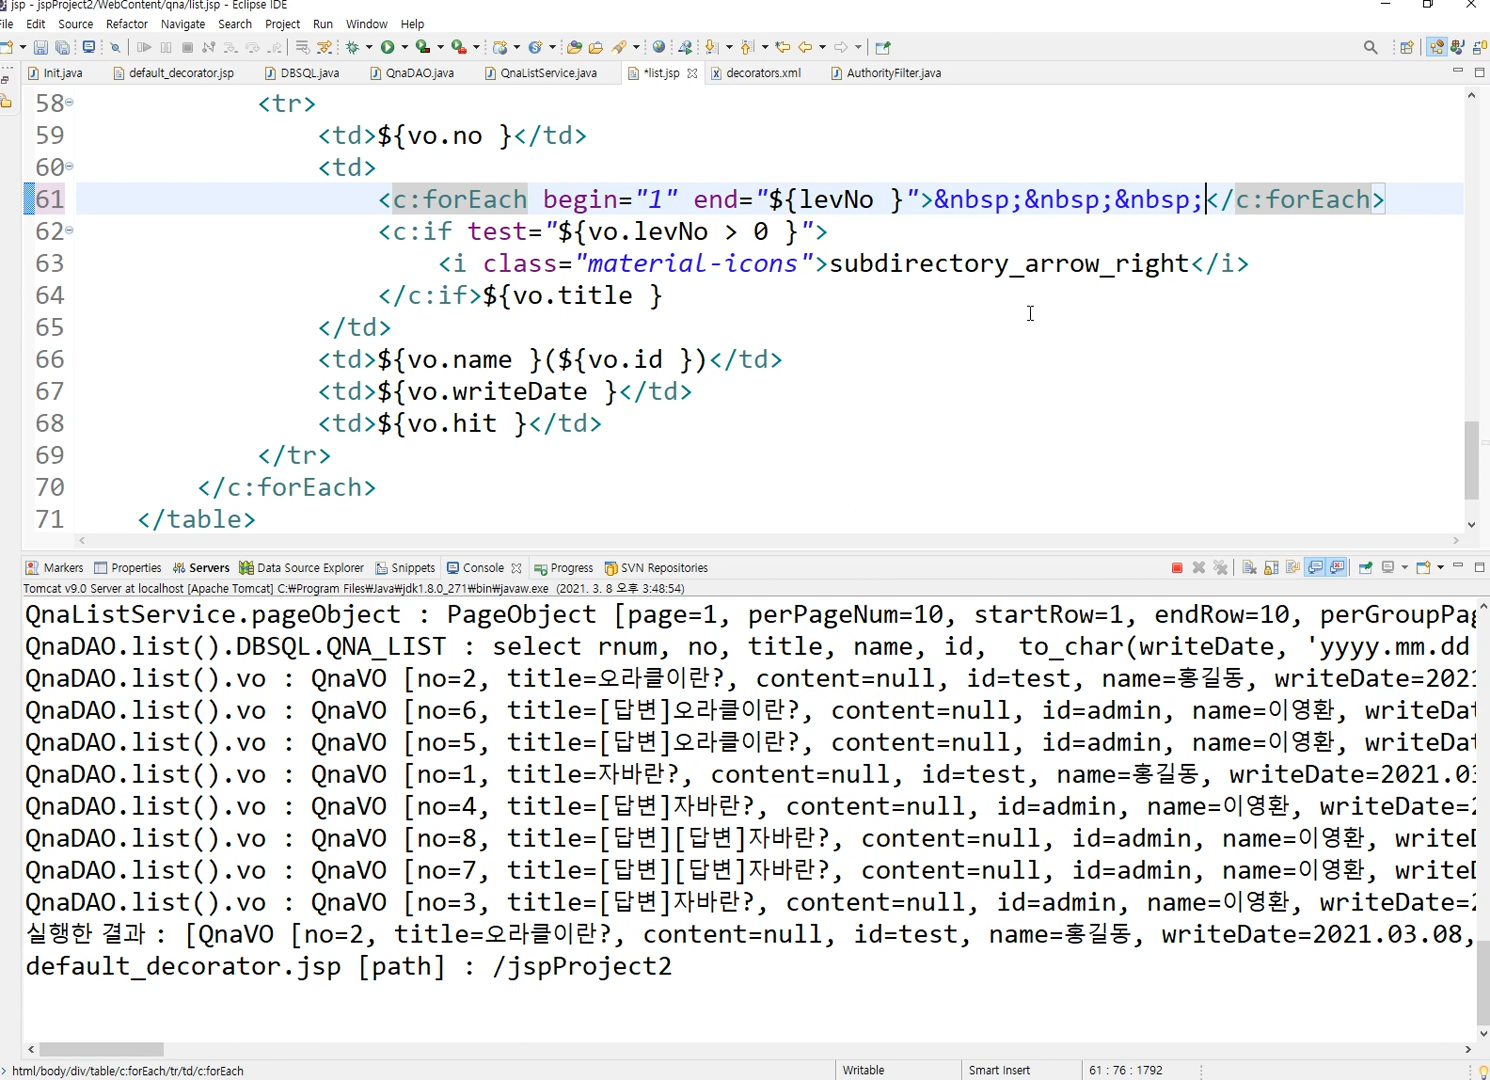 jsp - jspProject2/WebContent/qna/list.jsp - Eclipse IDE
File Edit Source Refactor Navigate Search Project Run Window Help
Init.java default_decorator.jsp DBSQL.java QnaDAO.java QnaListService.java *list.jsp decorators.xml AuthorityFilter.java
58 <tr>
59 <td>${vo.no }</td>
60 <td>
61 <c:forEach begin="1" end="${levNo }">&nbsp;&nbsp;&nbsp;</c:forEach>
62 <c:if test="${vo.levNo > 0 }">
63 <i class="material-icons">subdirectory_arrow_right</i>
64 </c:if>${vo.title }
65 </td>
66 <td>${vo.name }(${vo.id })</td>
67 <td>${vo.writeDate }</td>
68 <td>${vo.hit }</td>
69 </tr>
70 </c:forEach>
71 </table>
Markers Properties Servers Data Source Explorer Snippets Console Progress SVN Repositories
Tomcat v9.0 Server at localhost [Apache Tomcat] C:₩Program Files₩Java₩jdk1.8.0_271₩bin₩javaw.exe (2021. 3. 8 오후 3:48:54)
QnaListService.pageObject : PageObject [page=1, perPageNum=10, startRow=1, endRow=10, perGroupPag
QnaDAO.list().DBSQL.QNA_LIST : select rnum, no, title, name, id, to_char(writeDate, 'yyyy.mm.dd
QnaDAO.list().vo : QnaVO [no=2, title=오라클이란?, content=null, id=test, name=홍길동, writeDate=2021
QnaDAO.list().vo : QnaVO [no=6, title=[답변]오라클이란?, content=null, id=admin, name=이영환, writeDat
QnaDAO.list().vo : QnaVO [no=5, title=[답변]오라클이란?, content=null, id=admin, name=이영환, writeDat
QnaDAO.list().vo : QnaVO [no=1, title=자바란?, content=null, id=test, name=홍길동, writeDate=2021.03
QnaDAO.list().vo : QnaVO [no=4, title=[답변]자바란?, content=null, id=admin, name=이영환, writeDate=2
QnaDAO.list().vo : QnaVO [no=8, title=[답변][답변]자바란?, content=null, id=admin, name=이영환, writeD
QnaDAO.list().vo : QnaVO [no=7, title=[답변][답변]자바란?, content=null, id=admin, name=이영환, writeD
QnaDAO.list().vo : QnaVO [no=3, title=[답변]자바란?, content=null, id=admin, name=이영환, writeDate=2
실행한 결과 : [QnaVO [no=2, title=오라클이란?, content=null, id=test, name=홍길동, writeDate=2021.03.08,
default_decorator.jsp [path] : /jspProject2
html/body/div/table/c:forEach/tr/td/c:forEach Writable Smart Insert 61 : 76 : 1792